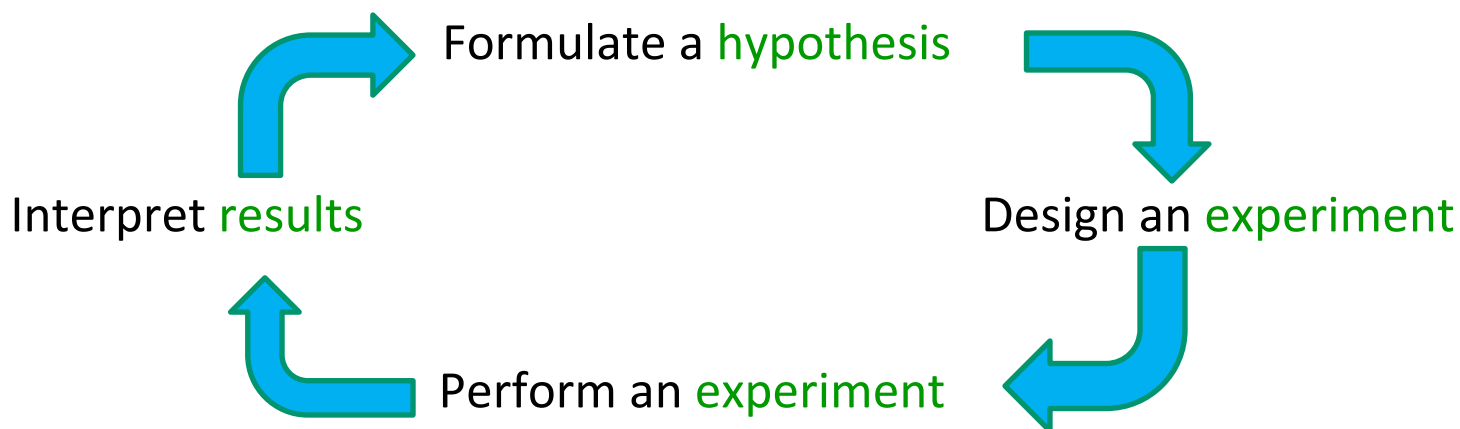 Formulate a hypothesis
Interpret results
Design an experiment
Perform an experiment